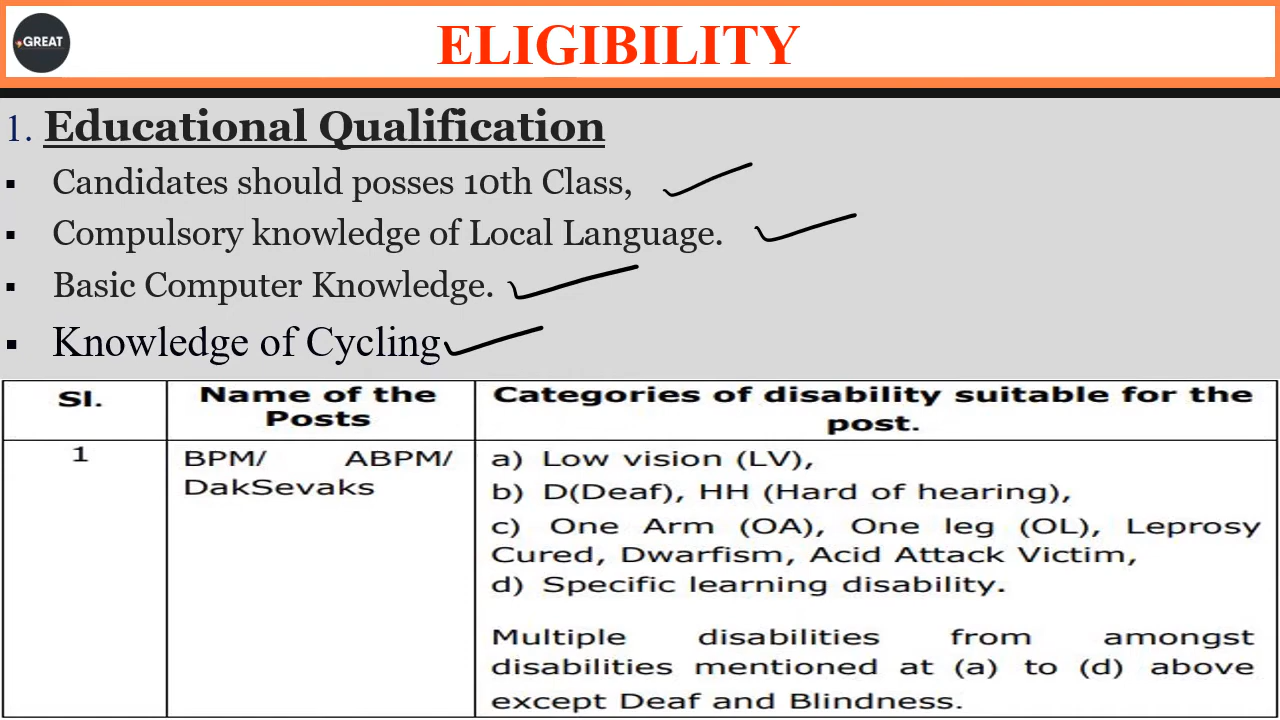 GREAT
ELIGIBILITY
1. Educational Qualification
▪ Candidates should posses 10th Class,
▪ Compulsory knowledge of Local Language.
▪ Basic Computer Knowledge.
▪ Knowledge of Cycling
Sl.
Name of the
Posts
Categories of disability suitable for the
post.
1
BPM/ ABPM/
DakSevaks
a) Low vision (LV),
b) D(Deaf), HH (Hard of hearing),
c) One Arm (OA), One leg (OL), Leprosy
Cured, Dwarfism, Acid Attack Victim,
d) Specific learning disability.
Multiple disabilities from amongst
disabilities mentioned at (a) to (d) above
except Deaf and Blindness.